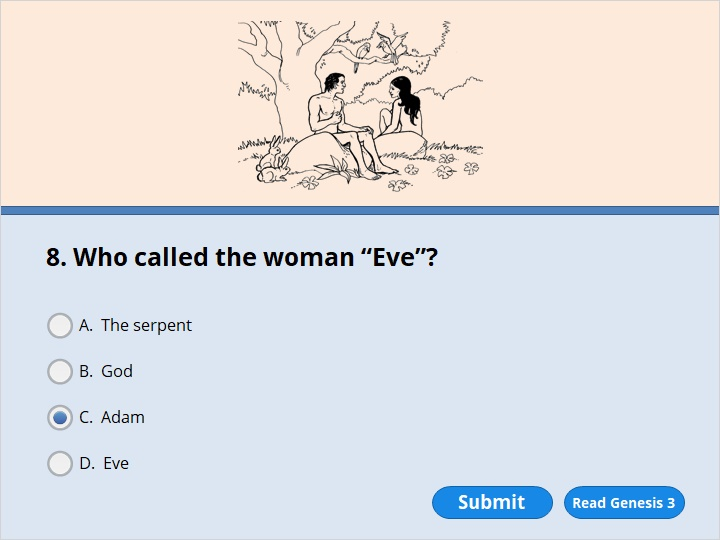 8. Who called the woman “Eve”?
A. The serpent
B. God
C. Adam
D. Eve
Submit
Read Genesis 3